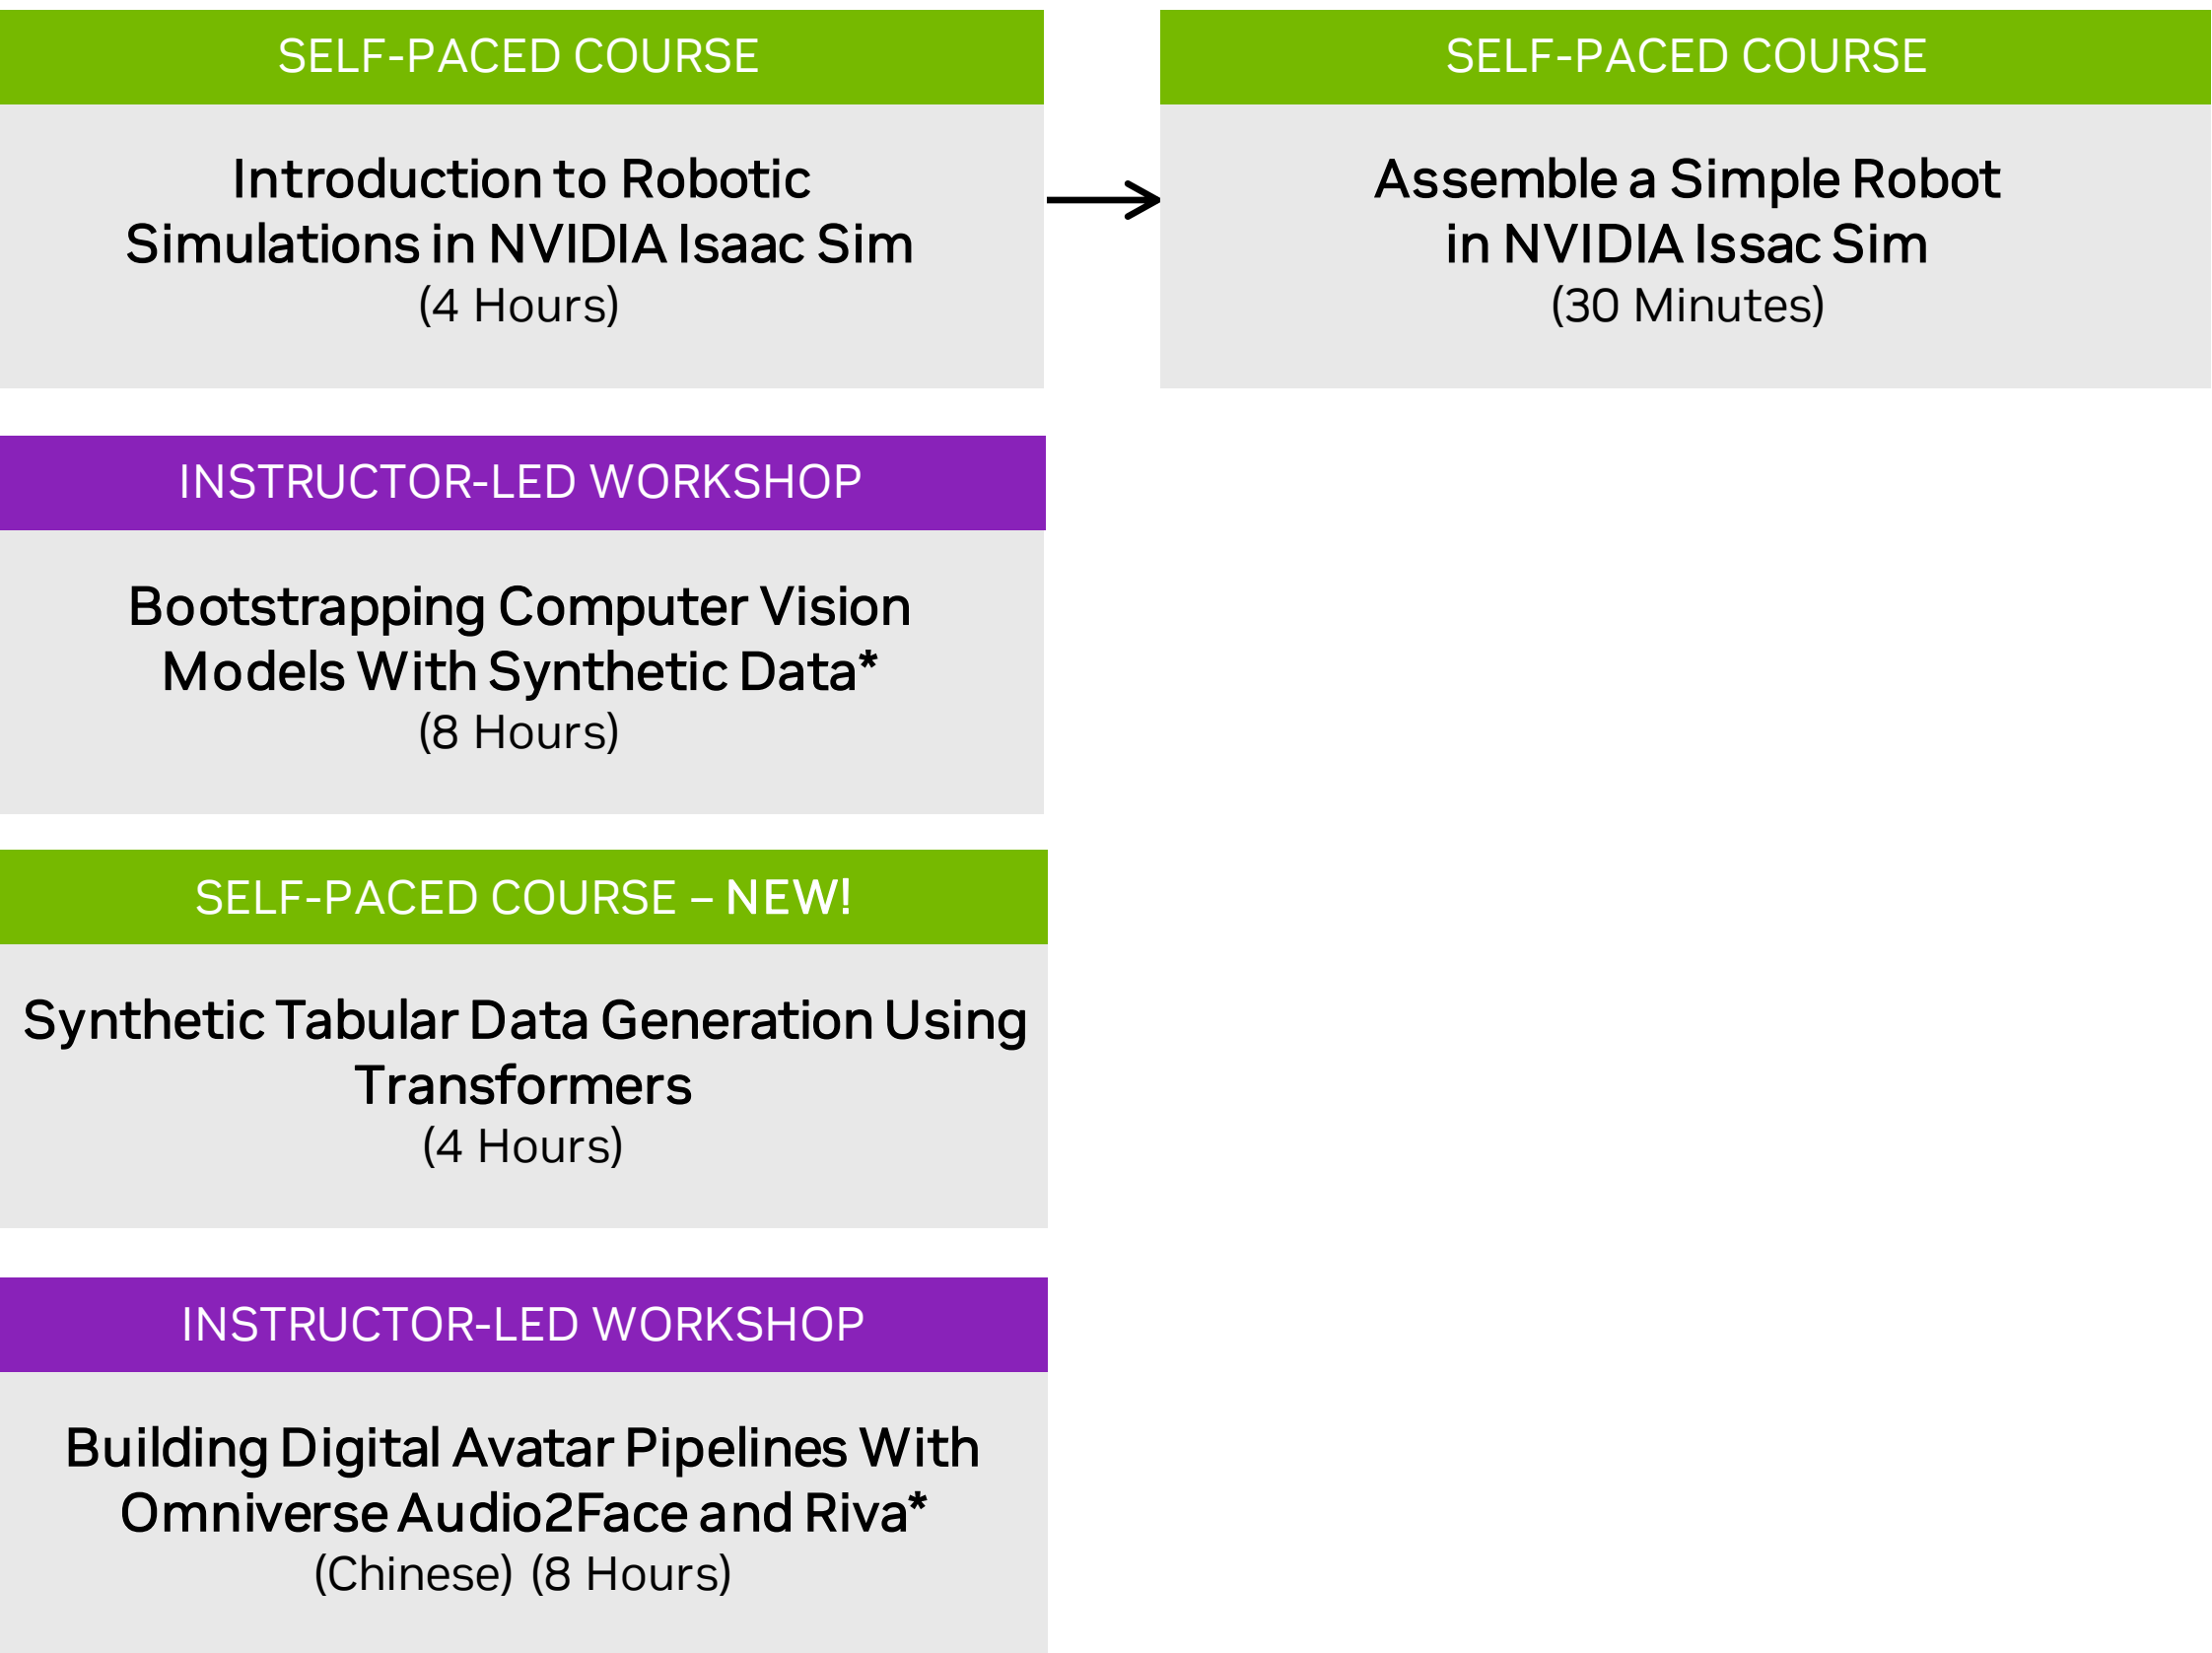 SELF-PACED COURSE
Introduction to Robotic
Simulations in NVIDIA Isaac Sim
(4 Hours)
SELF-PACED COURSE
Assemble a Simple Robot
in NVIDIA Issac Sim
(30 Minutes)
INSTRUCTOR-LED WORKSHOP
Bootstrapping Computer Vision
Models With Synthetic Data*
(8 Hours)
SELF-PACED COURSE – NEW!
Synthetic Tabular Data Generation Using
Transformers
(4 Hours)
INSTRUCTOR-LED WORKSHOP
Building Digital Avatar Pipelines With
Omniverse Audio2Face and Riva*
(Chinese) (8 Hours)